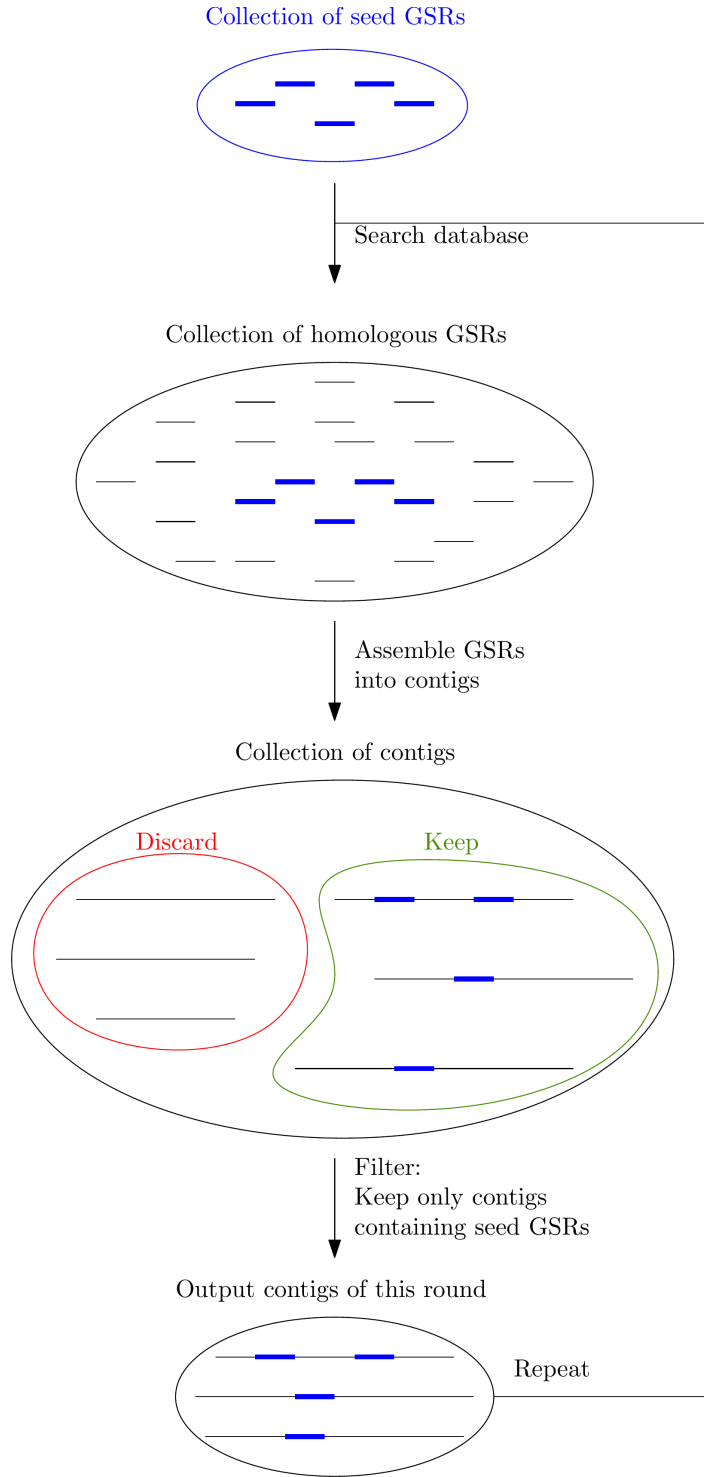 Collection of seed GSRs
Search database
Collection of homologous GSRs
Assemble GSRs
into contigs
Collection of contigs
Discard
Keep
Filter:
Keep only contigs
containing seed GSRs
Output contigs of this round
Repeat